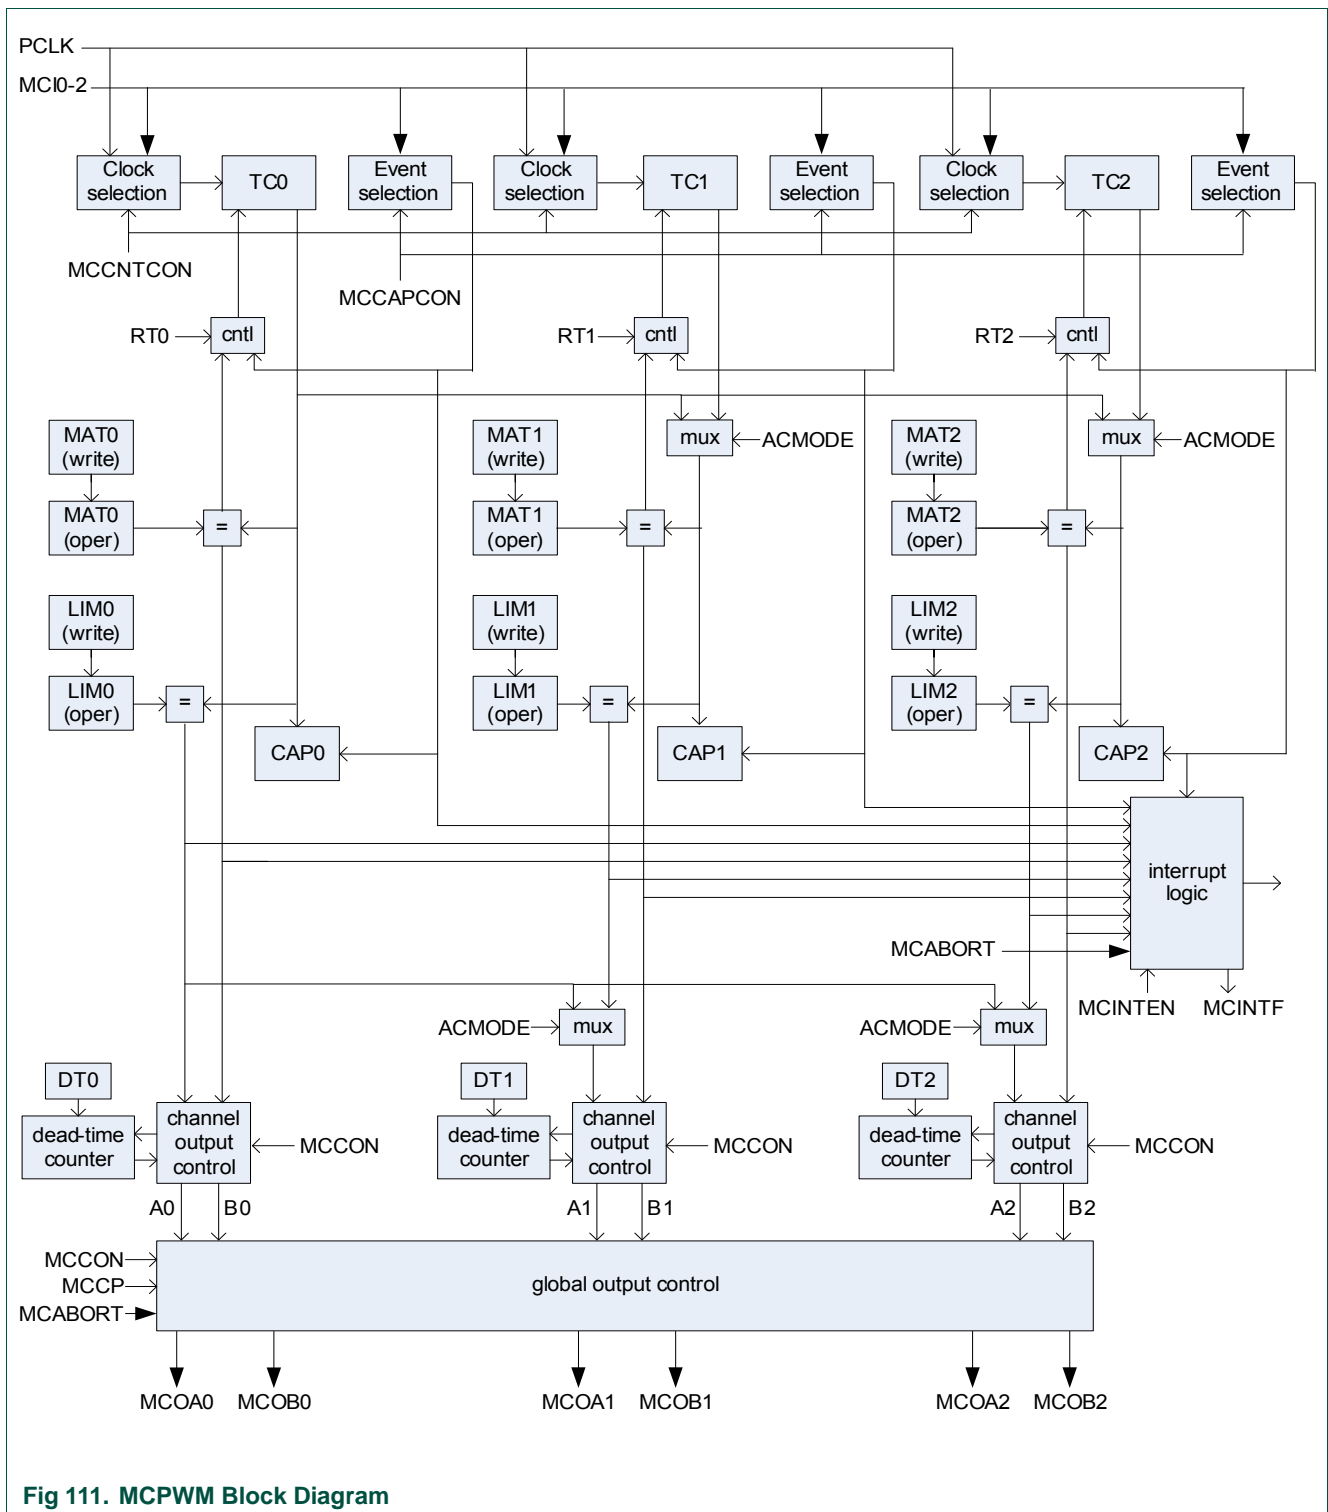 PCLK
MCI0-2
Clock
selection
TC0
Event
selection
Clock
selection
TC1
Event
selection
Clock
selection
TC2
Event
selection
MCCNTCON
MCCAPCON
RT0
cntl
RT1
cntl
RT2
cntl
MAT0
(write)
MAT1
(write)
mux
ACMODE
MAT2
(write)
mux
ACMODE
MAT0
(oper)
=
MAT1
(oper)
=
MAT2
(oper)
=
LIM0
(write)
LIM1
(write)
LIM2
(write)
LIM0
(oper)
=
LIM1
(oper)
=
LIM2
(oper)
=
CAP0
CAP1
CAP2
interrupt
logic
MCABORT
MCINTEN
MCINTF
ACMODE
mux
ACMODE
mux
DT0
DT1
DT2
dead-time
counter
channel
output
control
MCCON
dead-time
counter
channel
output
control
MCCON
dead-time
counter
channel
output
control
MCCON
A0
B0
A1
B1
A2
B2
MCCON
MCCP
MCABORT
global output control
MCOA0
MCOB0
MCOA1
MCOB1
MCOA2
MCOB2
Fig 111. MCPWM Block Diagram